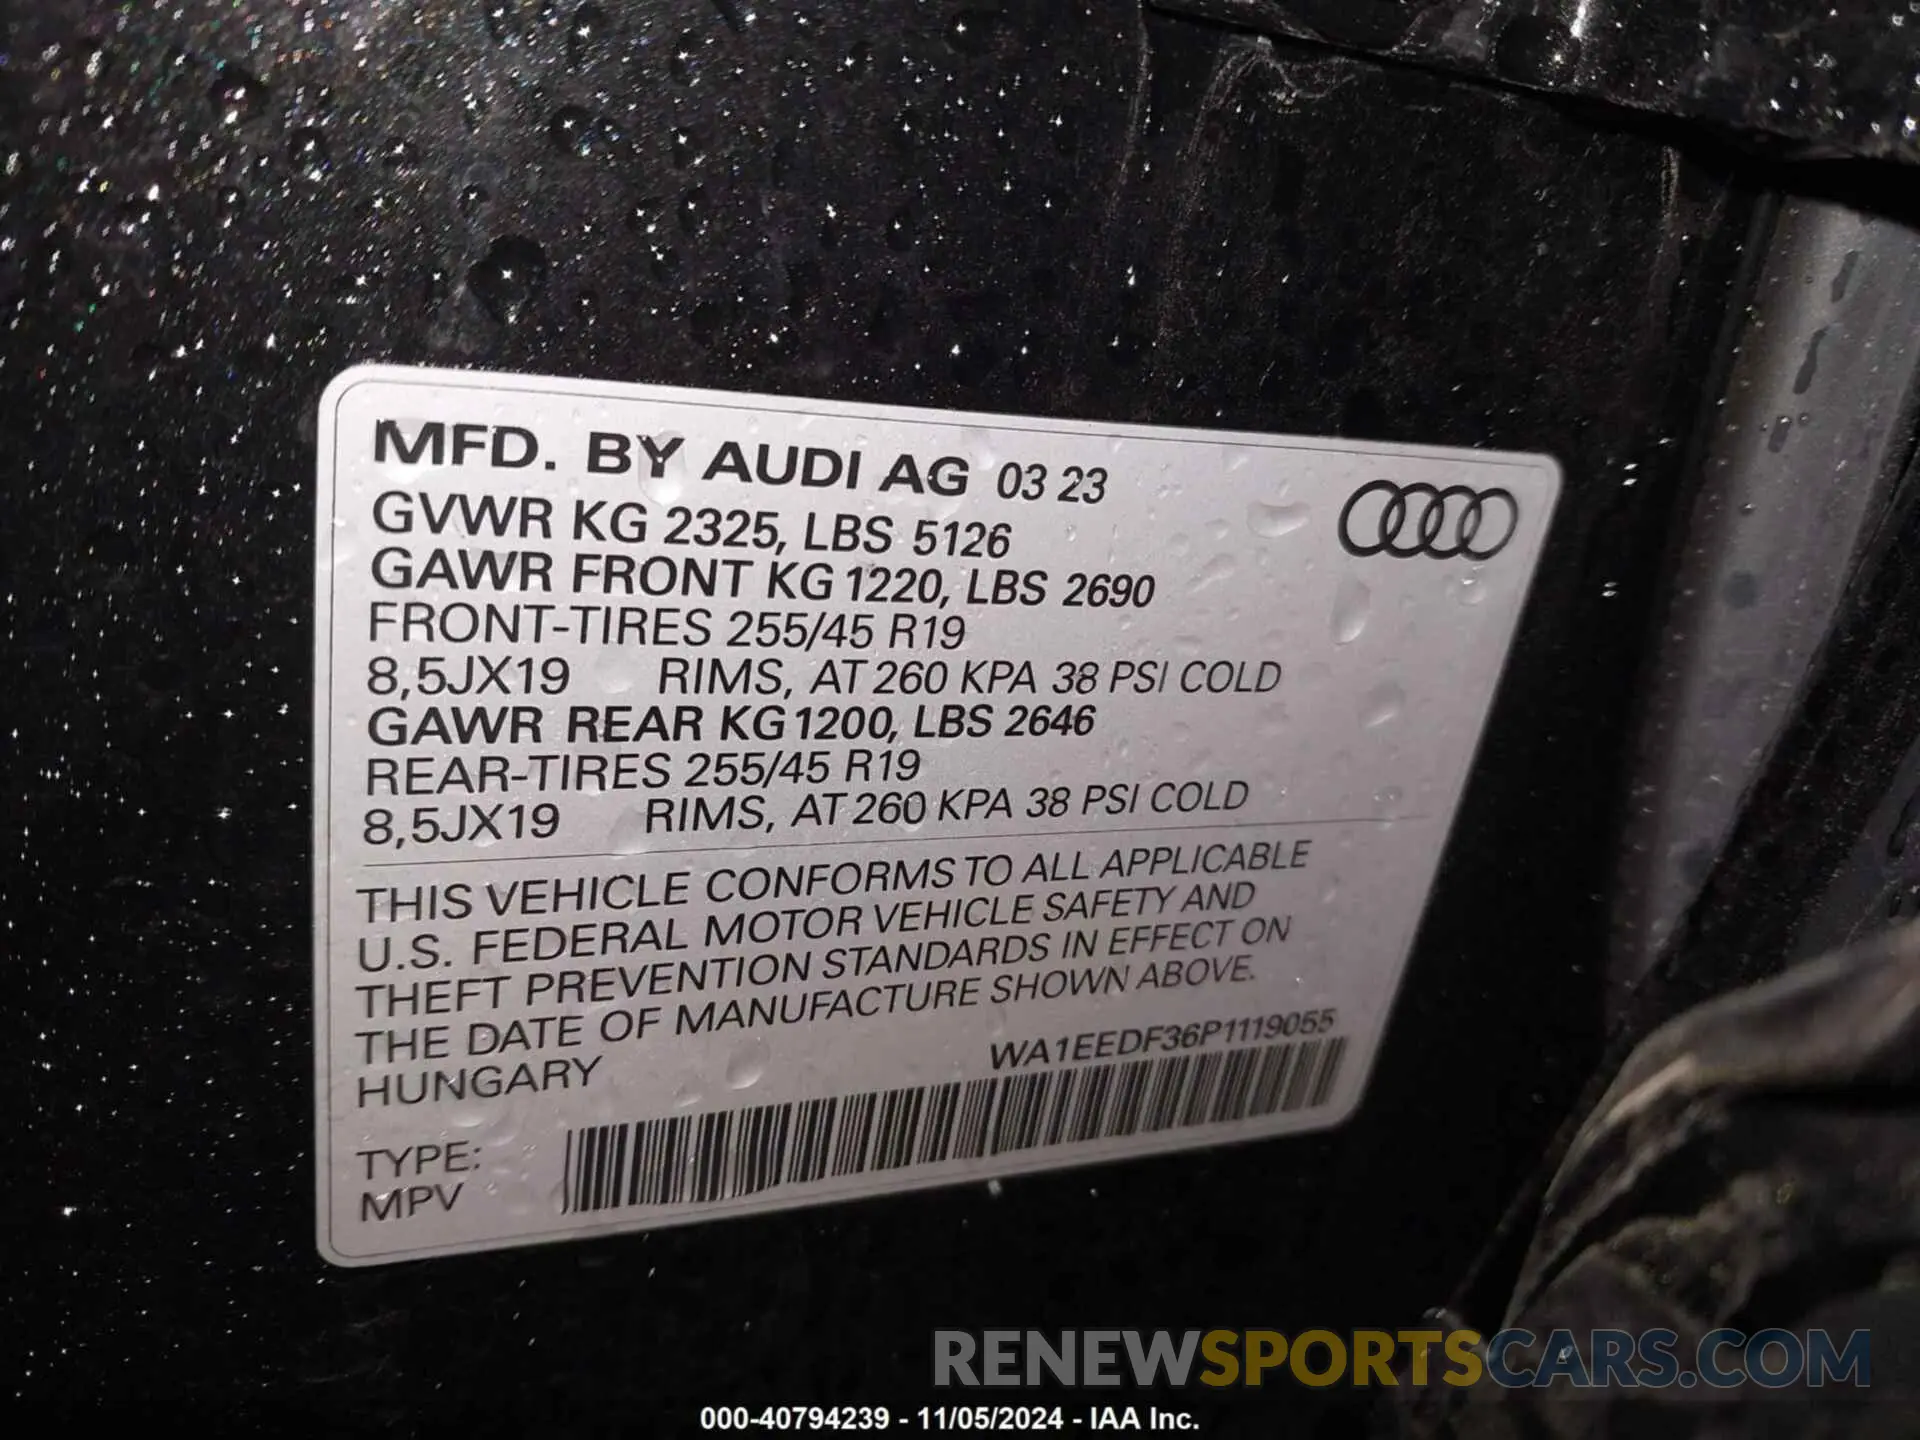 MFD. BY AUDI AG 03 23
GVWR KG 2325, LBS 5126
GAWR FRONT KG 1220, LBS 2690
FRONT-TIRES 255/45 R19
8,5JX19 RIMS, AT 260 KPA 38 PSI COLD
GAWR REAR KG 1200, LBS 2646
REAR-TIRES 255/45 R19
8,5JX19 RIMS, AT 260 KPA 38 PSI COLD
THIS VEHICLE CONFORMS TO ALL APPLICABLE
U.S. FEDERAL MOTOR VEHICLE SAFETY AND
THEFT PREVENTION STANDARDS IN EFFECT ON
THE DATE OF MANUFACTURE SHOWN ABOVE.
HUNGARY WA1EEDF36P1119055
TYPE:
MPV
RENEWSPORTSCARS.COM
000-40794239 - 11/05/2024 - IAA Inc.